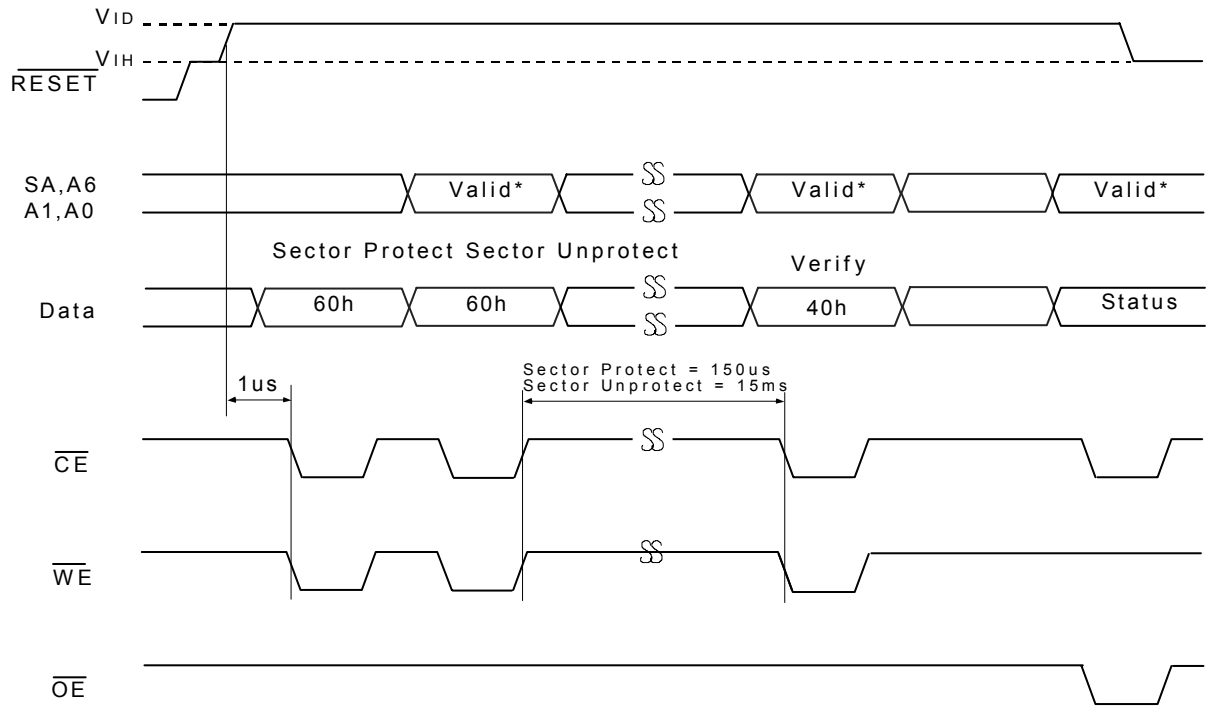 VID
VIH
RESET
SA,A6
A1,A0
Valid*
Valid*
Valid*
Sector Protect Sector Unprotect
Verify
Data
60h
60h
40h
Status
1us
Sector Protect = 150us
Sector Unprotect = 15ms
CE
WE
OE